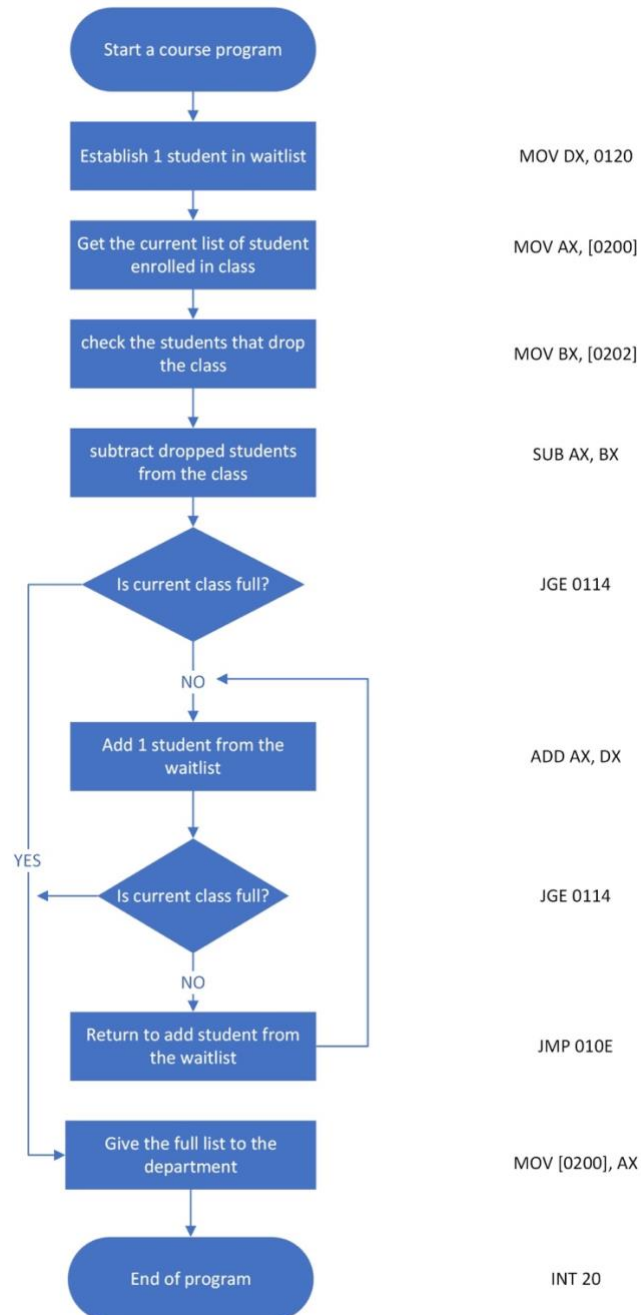 Start a course program
Establish 1 student in waitlist
MOV DX, 0120
Get the current list of student
enrolled in class
MOV AX, [0200]
check the students that drop
the class
MOV BX, [0202]
subtract dropped students
from the class
SUB AX, BX
Is current class full?
JGE 0114
NO
Add 1 student from the
waitlist
ADD AX, DX
YES
Is current class full?
JGE 0114
NO
Return to add student from
the waitlist
JMP 010E
Give the full list to the
department
MOV [0200], AX
End of program
INT 20